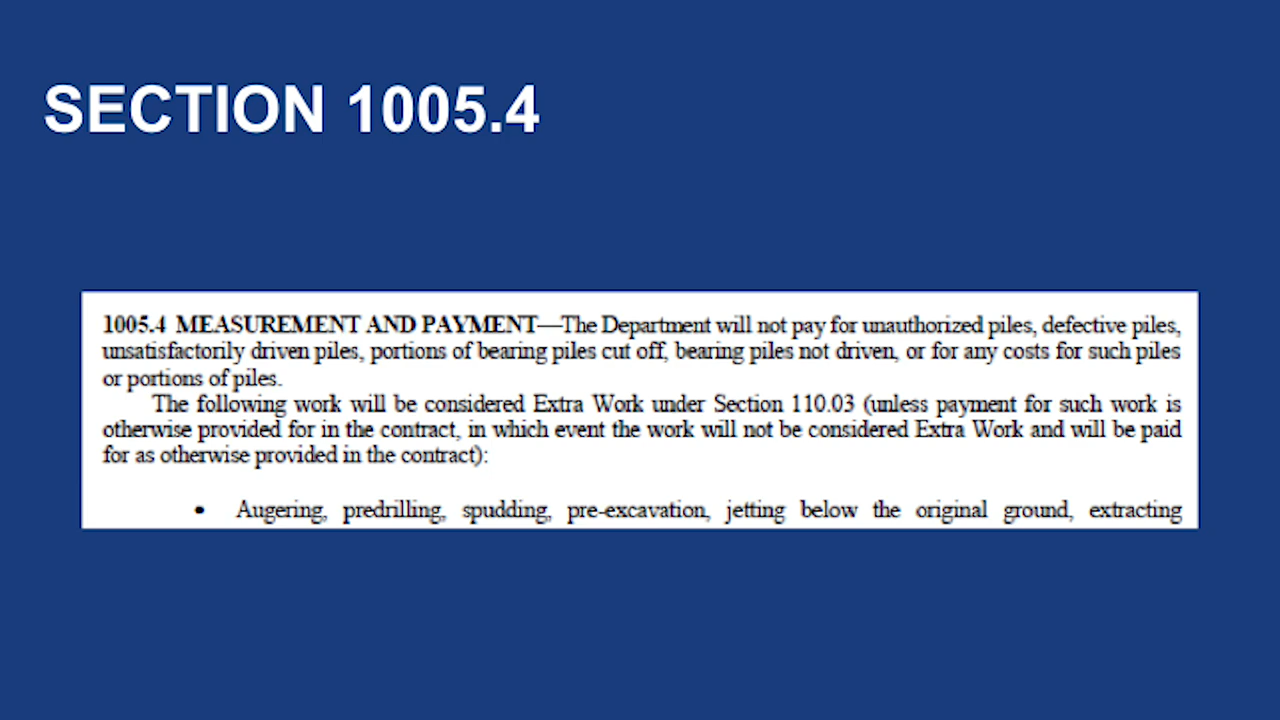 SECTION 1005.4
1005.4 MEASUREMENT AND PAYMENT—The Department will not pay for unauthorized piles, defective piles,
unsatisfactorily driven piles, portions of bearing piles cut off, bearing piles not driven, or for any costs for such piles
or portions of piles.
The following work will be considered Extra Work under Section 110.03 (unless payment for such work is
otherwise provided for in the contract, in which event the work will not be considered Extra Work and will be paid
for as otherwise provided in the contract):
• Augering, predrilling, spudding, pre-excavation, jetting below the original ground, extracting